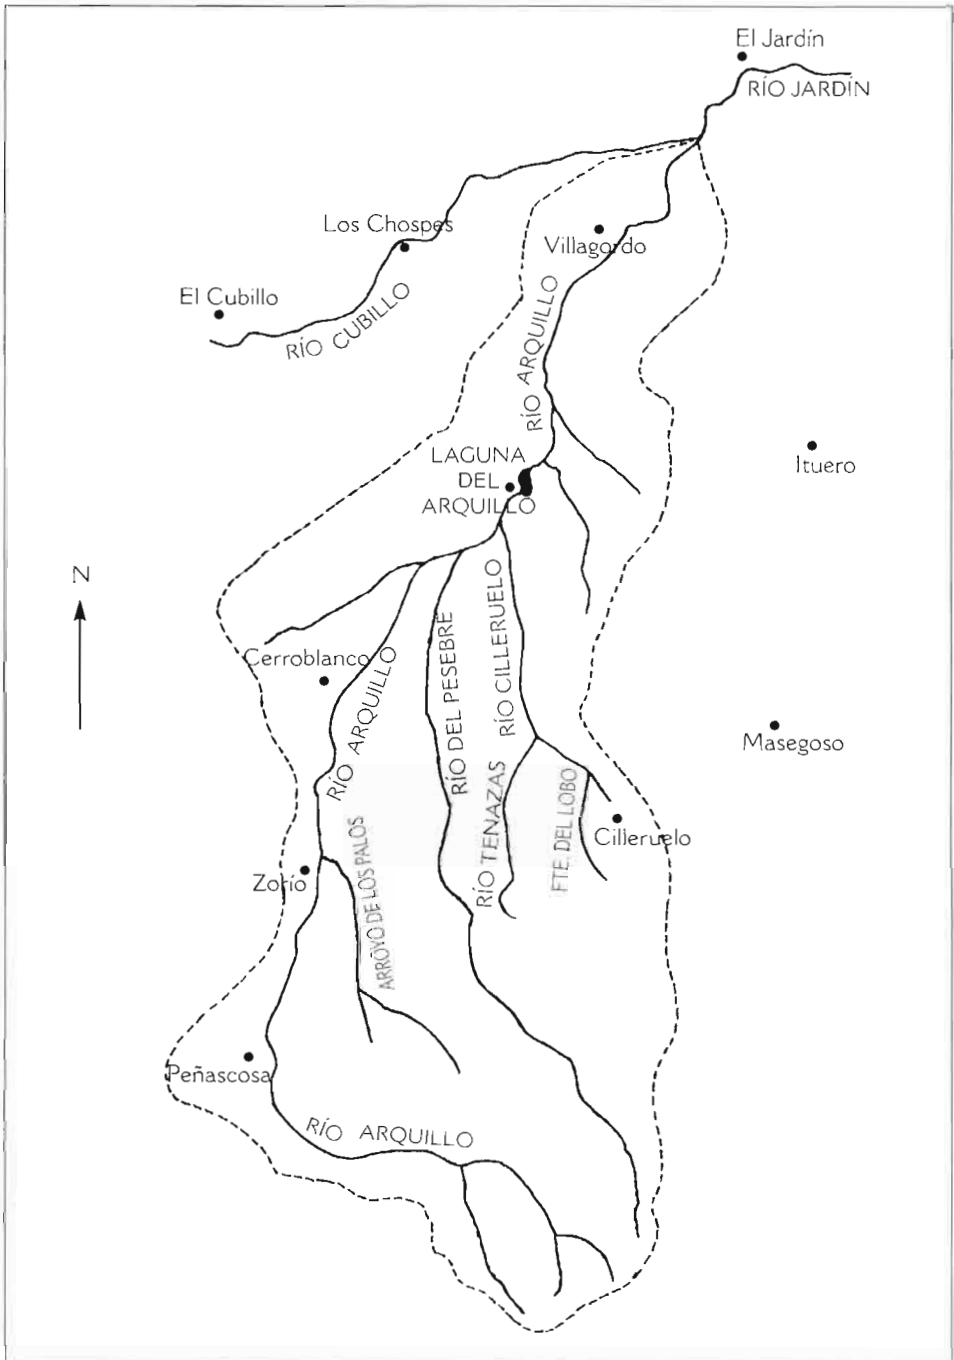 El Jardín
RÍO JARDÍN
Los Chospes
Villagordo
El Cubillo
RÍO CUBILLO
RÍO ARQUILLO
LAGUNA
DEL
ARQUILLO
Ituero
N
Cerroblanco
RÍO ARQUILLO
RÍO DEL PESEBRE
RÍO CILLERUELO
Masegoso
RÍO TENAZAS
FTE. DEL LOBO
Cilleruelo
Zorío
ARROYO DE LOS PALOS
Peñascosa
RÍO ARQUILLO